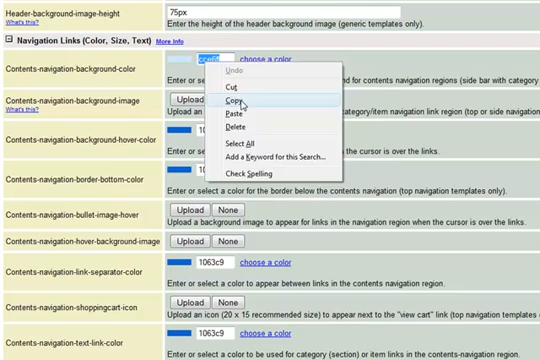 Header-background-image-height
What's this?
75px
Enter the height of the header background image (generic templates only).
Navigation Links (Color, Size, Text) More Info
Contents-navigation-background-color
choose a color
Enter or se
nd for contents navigation regions (side bar with category
Undo
Cut
Copy
Paste
Delete
Select All
Add a Keyword for this Search...
Check Spelling
Contents-navigation-background-image
What's this?
Upload
Upload an
category/item navigation link region (top or side navigation
Contents-navigation-background-hover-color
10
Enter or se
the cursor is over the links.
Contents-navigation-border-bottom-color
10
Enter or select a color for the border below the contents navigation (top navigation templates only).
Contents-navigation-bullet-image-hover
Upload None
Upload a background image to appear for links in the navigation region when the cursor is over the links.
Contents-navigation-hover-background-image
Upload None
Contents-navigation-link-separator-color
1063c9 choose a color
Enter or select a color to appear between links in the contents navigation region.
Contents-navigation-shoppingcart-icon
Upload None
Upload an icon (20 x 15 recommended size) to appear next to the "view cart" link (top navigation templates
Contents-navigation-text-link-color
1063c9 choose a color
Enter or select a color to be used for category (section) or item links in the contents-navigation region.